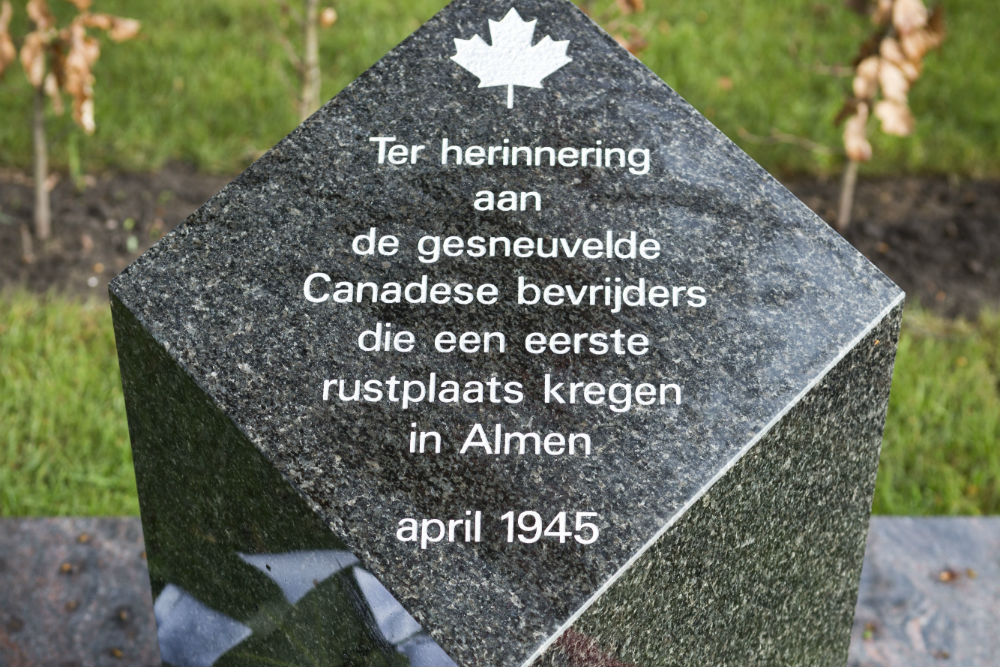 Ter herinnering
aan
de gesneuvelde
Canadese bevrijders
die een eerste
rustplaats kregen
in Almen
april 1945